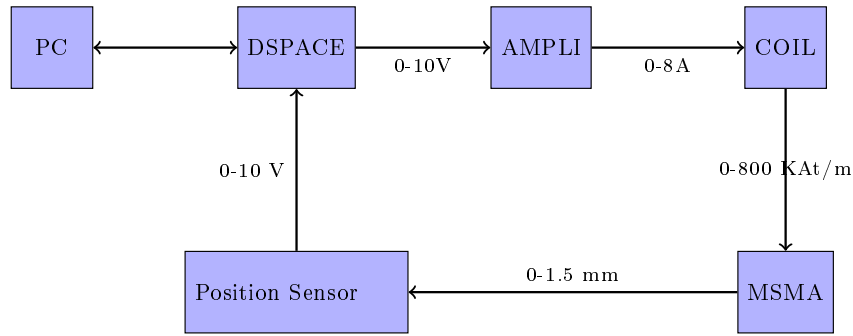 PC
DSPACE
AMPLI
COIL
0-10V
0-8A
0-10 V
0-800 KAt/m
0-1.5 mm
Position Sensor
MSMA